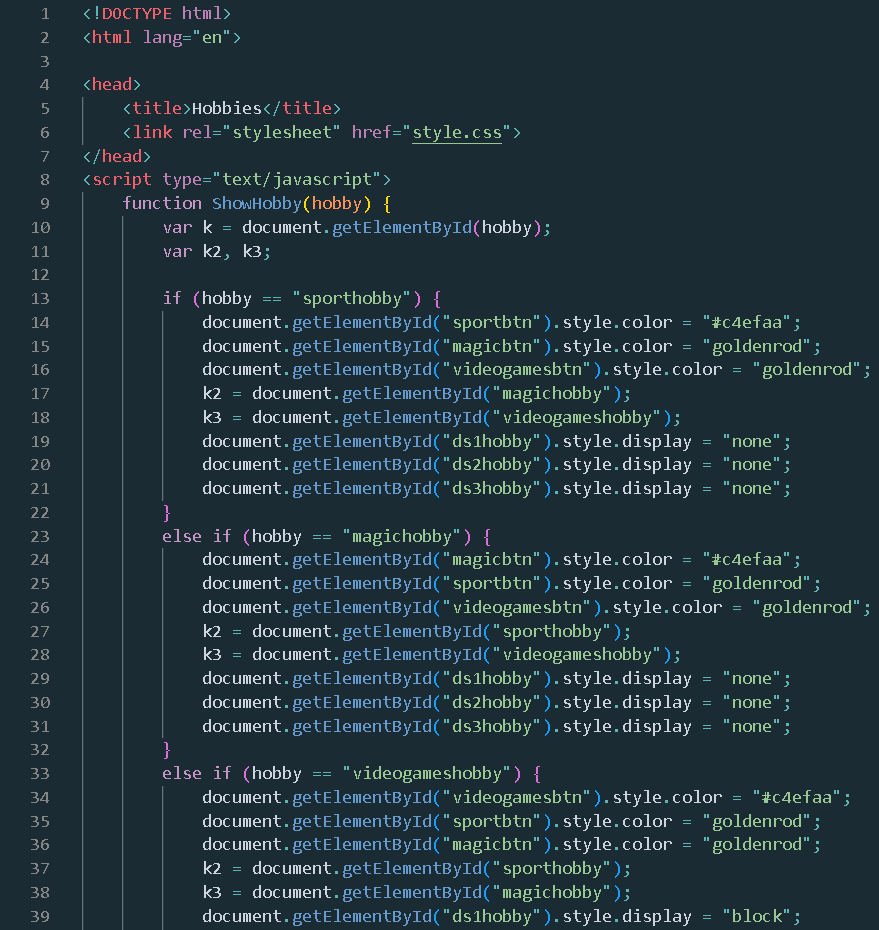 1 <!DOCTYPE html>
2 <html lang="en">
3
4 <head>
5     <title>Hobbies</title>
6     <link rel="stylesheet" href="style.css">
7 </head>
8 <script type="text/javascript">
9     function ShowHobby(hobby) {
10         var k = document.getElementById(hobby);
11         var k2, k3;
12
13         if (hobby == "sporthobby") {
14             document.getElementById("sportbtn").style.color = "#c4efaa";
15             document.getElementById("magicbtn").style.color = "goldenrod";
16             document.getElementById("videogamesbtn").style.color = "goldenrod";
17             k2 = document.getElementById("magichobby");
18             k3 = document.getElementById("videogameshobby");
19             document.getElementById("ds1hobby").style.display = "none";
20             document.getElementById("ds2hobby").style.display = "none";
21             document.getElementById("ds3hobby").style.display = "none";
22         }
23         else if (hobby == "magichobby") {
24             document.getElementById("magicbtn").style.color = "#c4efaa";
25             document.getElementById("sportbtn").style.color = "goldenrod";
26             document.getElementById("videogamesbtn").style.color = "goldenrod";
27             k2 = document.getElementById("sporthobby");
28             k3 = document.getElementById("videogameshobby");
29             document.getElementById("ds1hobby").style.display = "none";
30             document.getElementById("ds2hobby").style.display = "none";
31             document.getElementById("ds3hobby").style.display = "none";
32         }
33         else if (hobby == "videogameshobby") {
34             document.getElementById("videogamesbtn").style.color = "#c4efaa";
35             document.getElementById("sportbtn").style.color = "goldenrod";
36             document.getElementById("magicbtn").style.color = "goldenrod";
37             k2 = document.getElementById("sporthobby");
38             k3 = document.getElementById("magichobby");
39             document.getElementById("ds1hobby").style.display = "block";